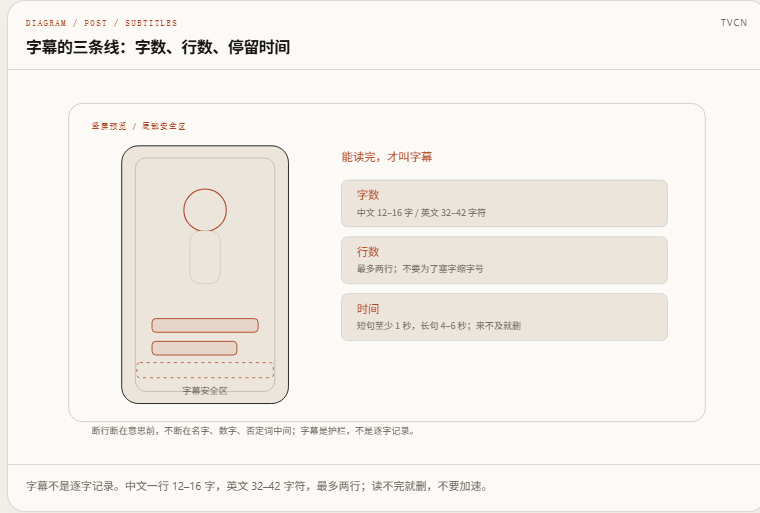 DIAGRAM / POST / SUBTITLES
TVCN
字幕的三条线：字数、行数、停留时间
竖屏预览 / 底部安全区
能读完，才叫字幕
字数
中文 12–16 字 / 英文 32–42 字符
行数
最多两行；不要为了塞字缩字号
时间
短句至少 1 秒，长句 4–6 秒；来不及就删
字幕安全区
断行断在意思前，不断在名字、数字、否定词中间；字幕是护栏，不是逐字记录。
字幕不是逐字记录。中文一行 12–16 字，英文 32–42 字符，最多两行；读不完就删，不要加速。